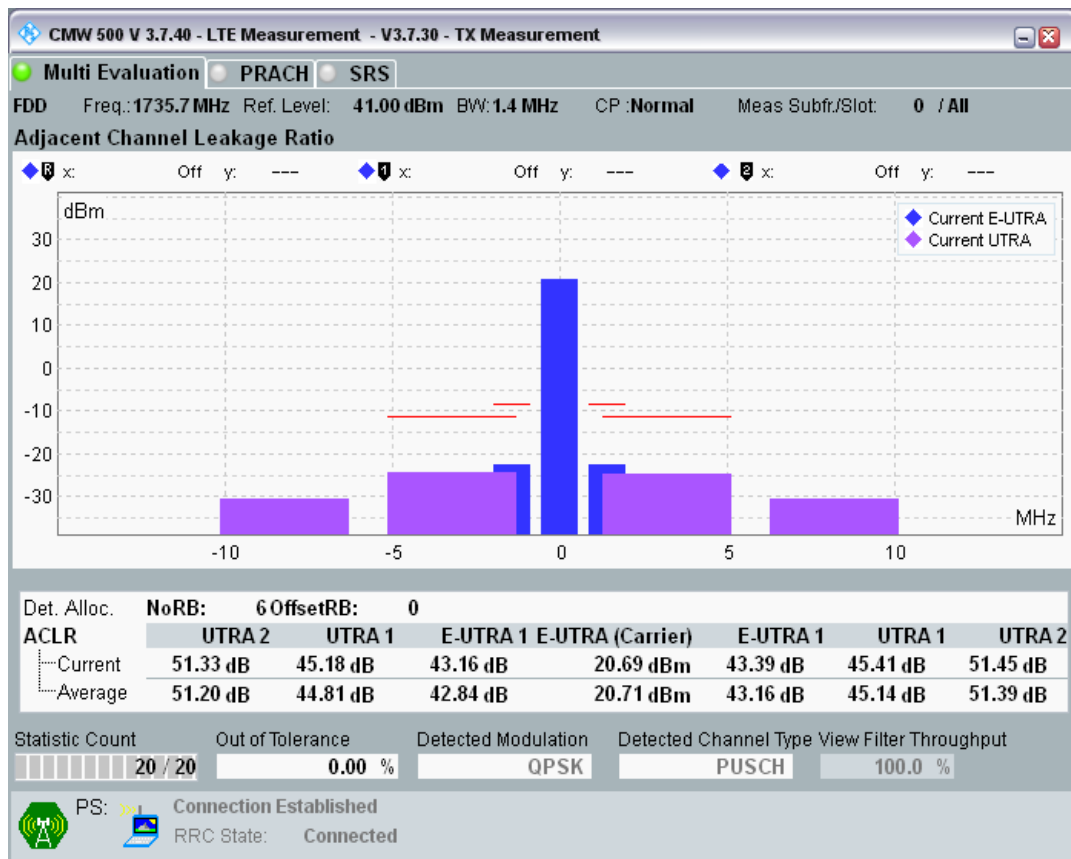 CMW 500 V 3.7.40 - LTE Measurement - V3.7.30 - TX Measurement
Multi Evaluation PRACH SRS
FDD Freq.: 1735.7 MHz Ref. Level: 41.00 dBm BW: 1.4 MHz CP :Normal Meas Subfr./Slot: 0 / All
Adjacent Channel Leakage Ratio
R x: Off y: --- 1 x: Off y: --- 2 x: Off y: ---
dBm
Current E-UTRA
Current UTRA
30
20
10
0
-10
-20
-30
MHz
-10 -5 0 5 10
Det. Alloc. NoRB: 6 OffsetRB: 0
ACLR UTRA 2 UTRA 1 E-UTRA 1 E-UTRA (Carrier) E-UTRA 1 UTRA 1 UTRA 2
Current 51.33 dB 45.18 dB 43.16 dB 20.69 dBm 43.39 dB 45.41 dB 51.45 dB
Average 51.20 dB 44.81 dB 42.84 dB 20.71 dBm 43.16 dB 45.14 dB 51.39 dB
Statistic Count Out of Tolerance Detected Modulation Detected Channel Type View Filter Throughput
20 / 20 0.00 % QPSK PUSCH 100.0 %
PS: Connection Established
RRC State: Connected